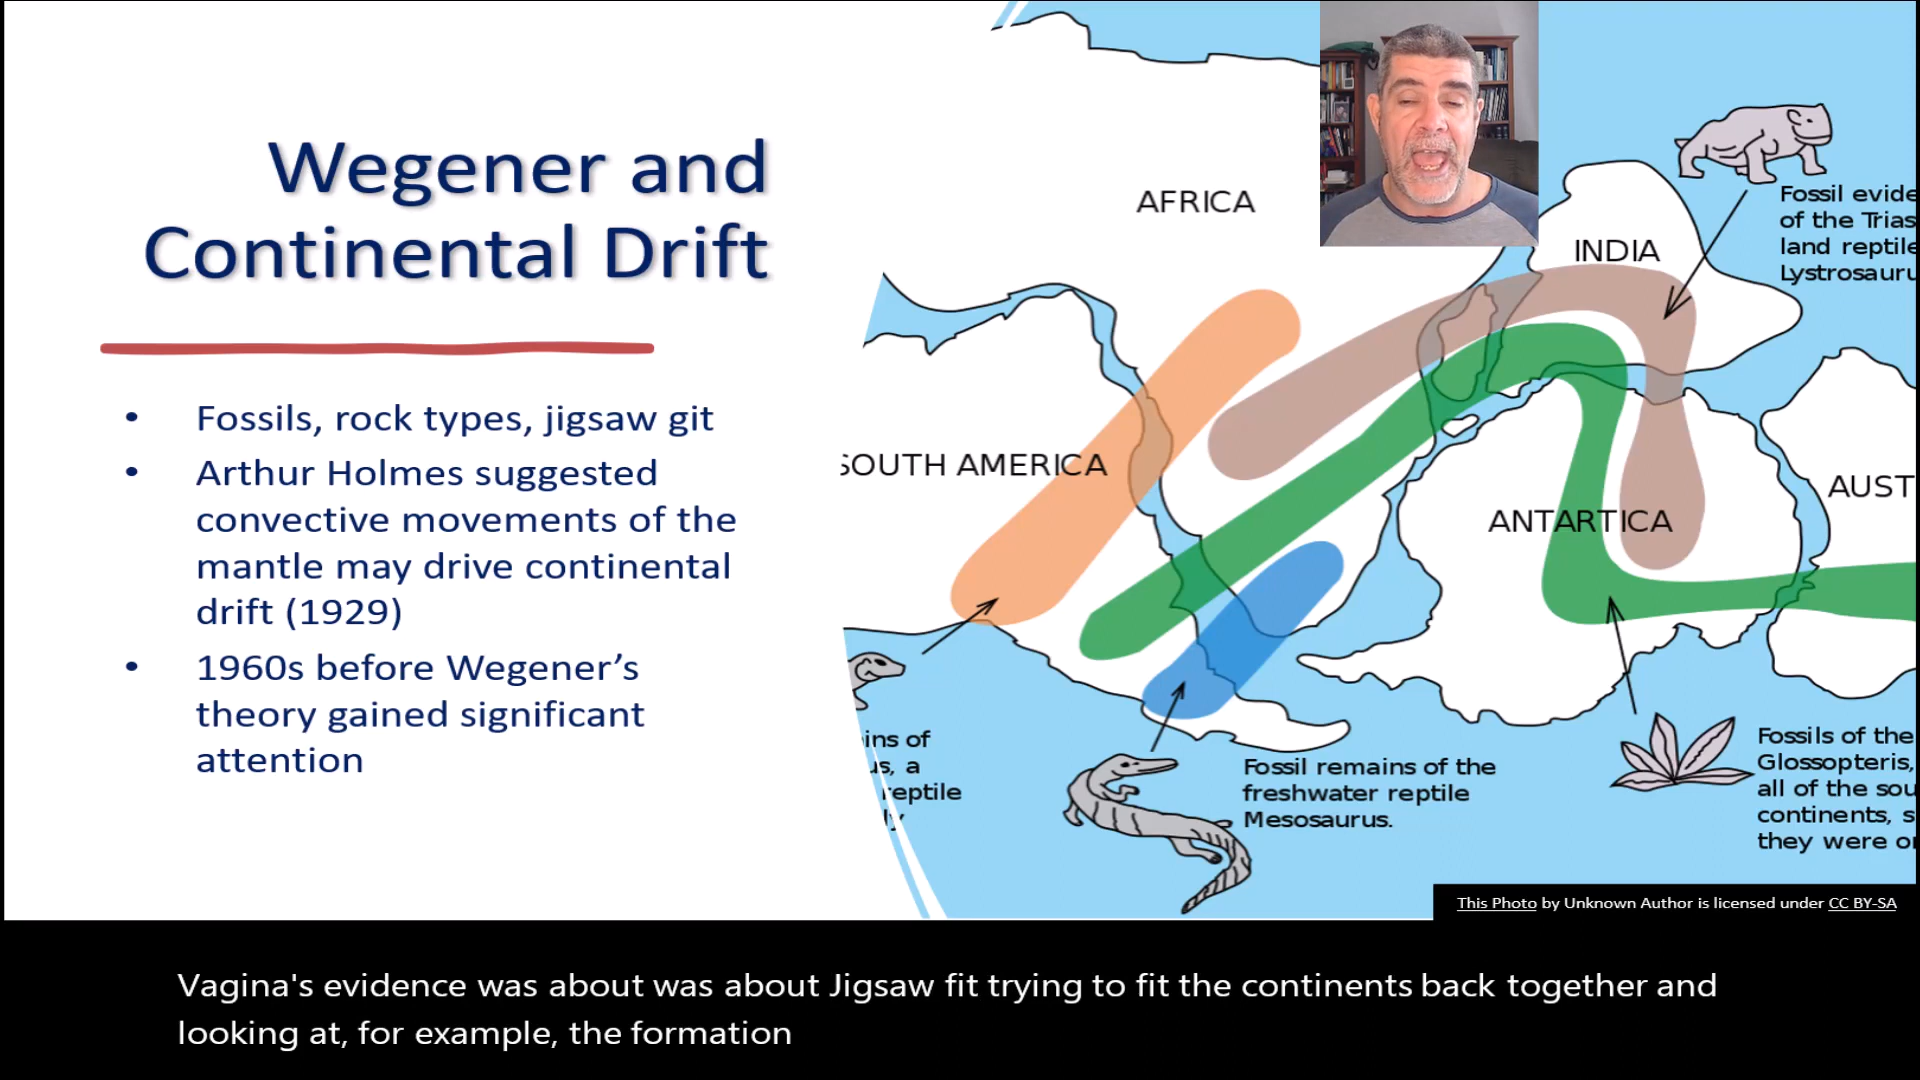 Wegener and
Continental Drift
• Fossils, rock types, jigsaw git
• Arthur Holmes suggested
convective movements of the
mantle may drive continental
drift (1929)
• 1960s before Wegener’s
theory gained significant
attention
AFRICA
INDIA
SOUTH AMERICA
ANTARTICA
AUST
Fossil evide
of the Trias
land reptile
Lystrosauru
ins of
us, a
reptile
ly
Fossil remains of the
freshwater reptile
Mesosaurus.
Fossils of the
Glossopteris,
all of the sou
continents, s
they were o
This Photo by Unknown Author is licensed under CC BY-SA
Vagina's evidence was about was about Jigsaw fit trying to fit the continents back together and
looking at, for example, the formation